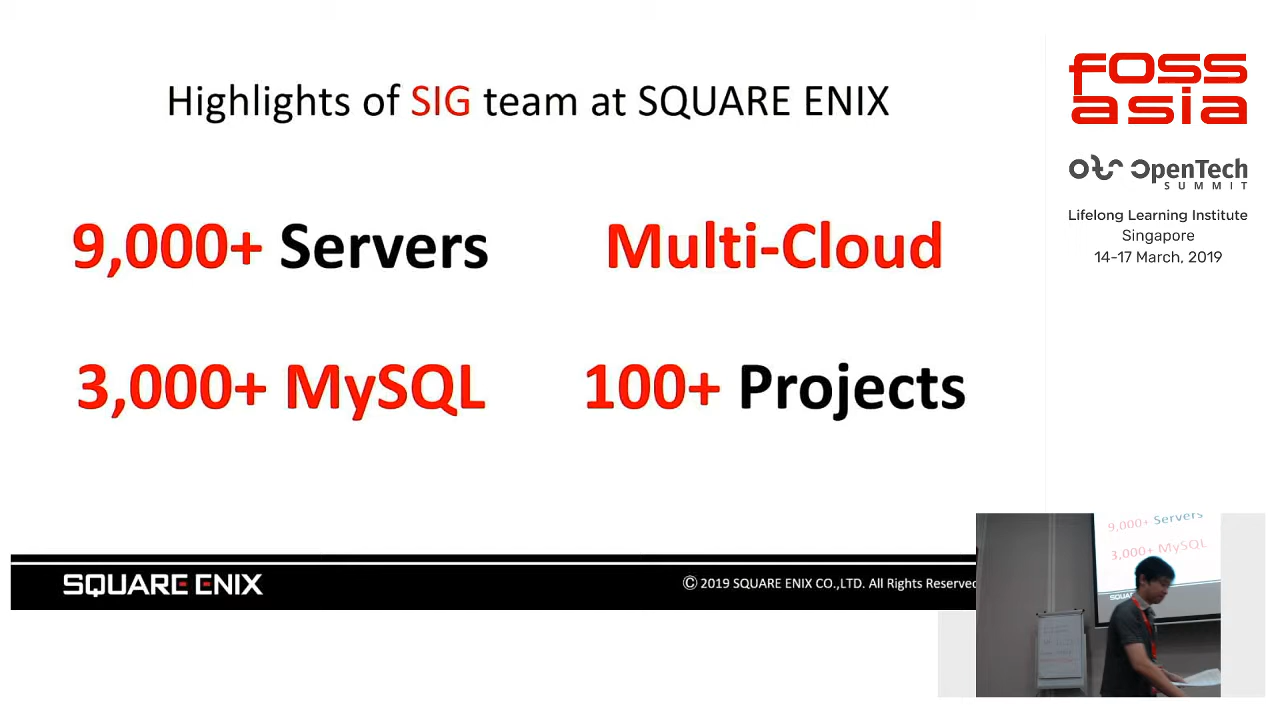 Highlights of SIG team at SQUARE ENIX
9,000+ Servers
Multi-Cloud
3,000+ MySQL
100+ Projects
SQUARE ENIX
Ⓒ 2019 SQUARE ENIX CO.,LTD. All Rights Reserved
FOSS
ASIA
OpenTech
SUMMIT
Lifelong Learning Institute
Singapore
14-17 March, 2019
9,000+ Servers
3,000+ MySQL
SQUARE